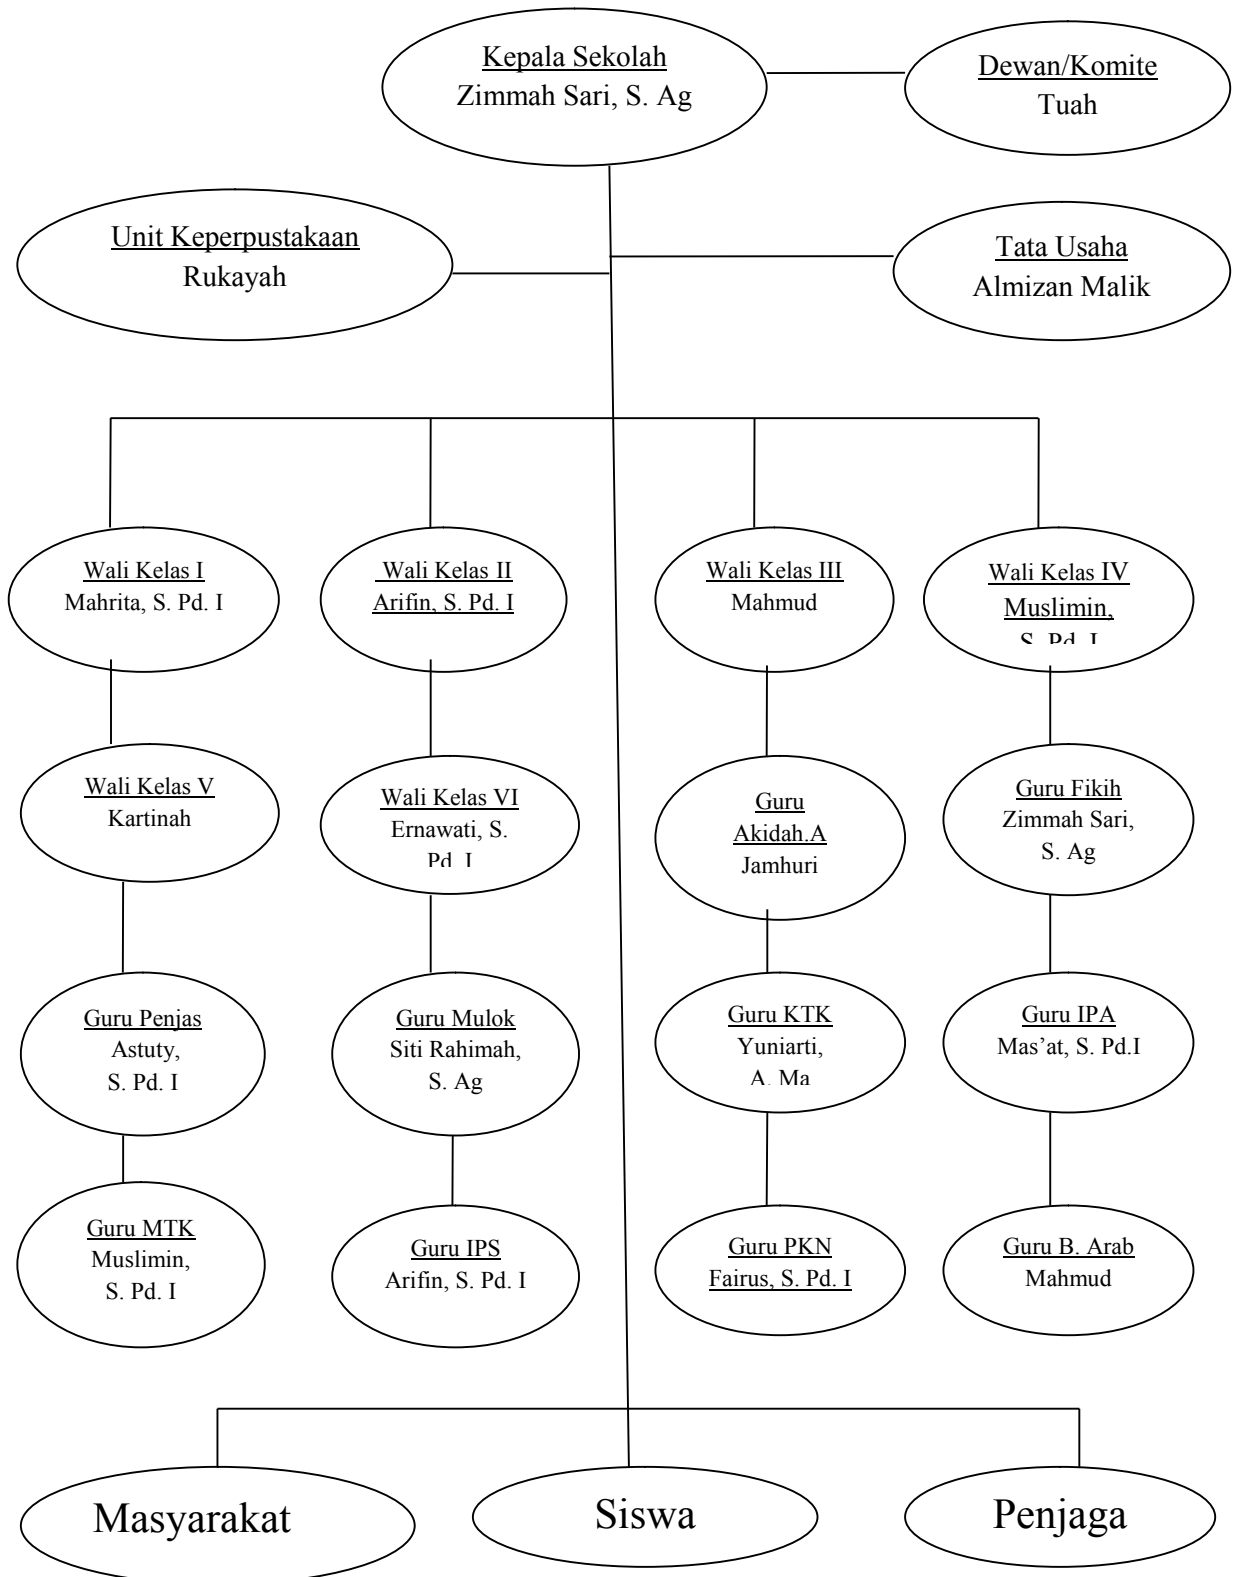 Kepala Sekolah
Zimmah Sari, S. Ag
Dewan/Komite
Tuah
Unit Keperpustakaan
Rukayah
Tata Usaha
Almizan Malik
Wali Kelas I
Mahrita, S. Pd. I
Wali Kelas II
Arifin, S. Pd. I
Wali Kelas III
Mahmud
Wali Kelas IV
Muslimin,
S. Pd. I
Wali Kelas V
Kartinah
Wali Kelas VI
Ernawati, S.
Pd. I
Guru
Akidah.A
Jamhuri
Guru Fikih
Zimmah Sari,
S. Ag
Guru Penjas
Astuty,
S. Pd. I
Guru Mulok
Siti Rahimah,
S. Ag
Guru KTK
Yuniarti,
A. Ma
Guru IPA
Mas’at, S. Pd.I
Guru MTK
Muslimin,
S. Pd. I
Guru IPS
Arifin, S. Pd. I
Guru PKN
Fairus, S. Pd. I
Guru B. Arab
Mahmud
Masyarakat
Siswa
Penjaga